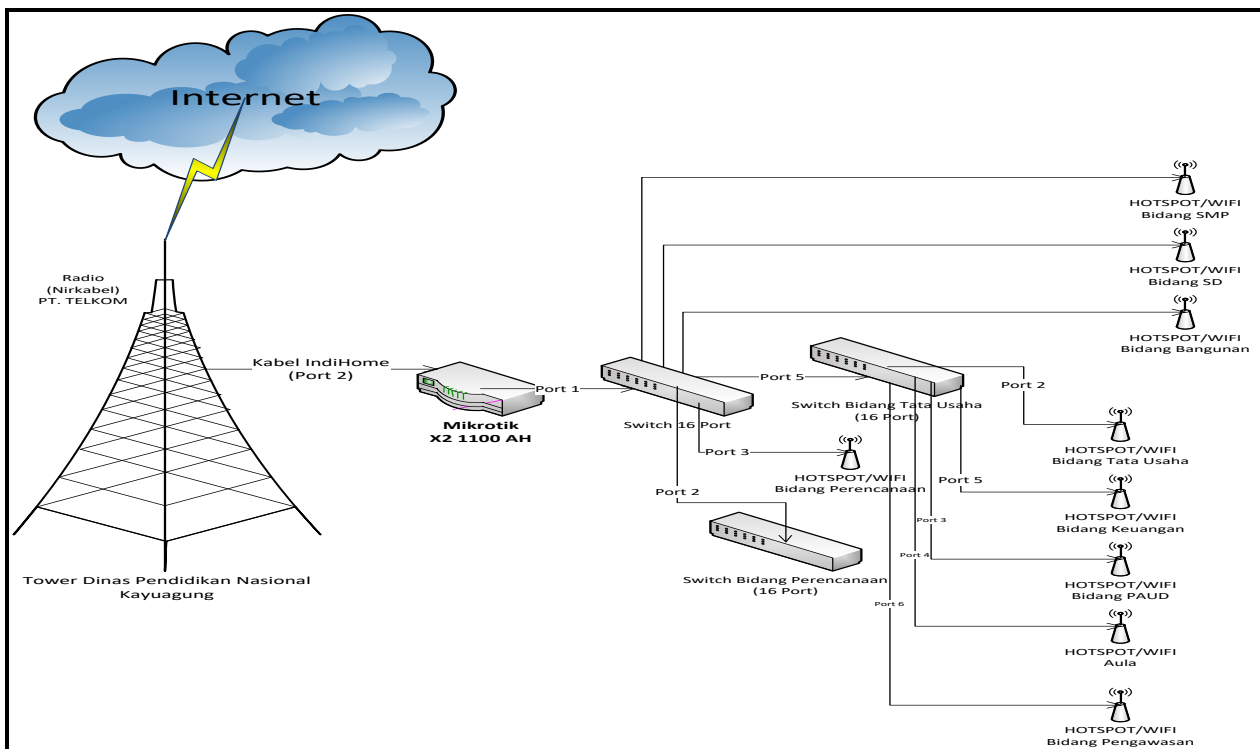 Internet
Radio
(Nirkabel)
PT. TELKOM
Tower Dinas Pendidikan Nasional
Kayuagung
Kabel IndiHome
(Port 2)
Mikrotik
X2 1100 AH
Port 1
Switch 16 Port
Port 5
Switch Bidang Tata Usaha
(16 Port)
Port 3
HOTSPOT/WIFI
Bidang Perencanaan
Port 2
Switch Bidang Perencanaan
(16 Port)
HOTSPOT/WIFI
Bidang SMP
HOTSPOT/WIFI
Bidang SD
HOTSPOT/WIFI
Bidang Bangunan
Port 2
HOTSPOT/WIFI
Bidang Tata Usaha
Port 5
HOTSPOT/WIFI
Bidang Keuangan
Port 3
HOTSPOT/WIFI
Bidang PAUD
Port 4
HOTSPOT/WIFI
Aula
Port 6
HOTSPOT/WIFI
Bidang Pengawasan